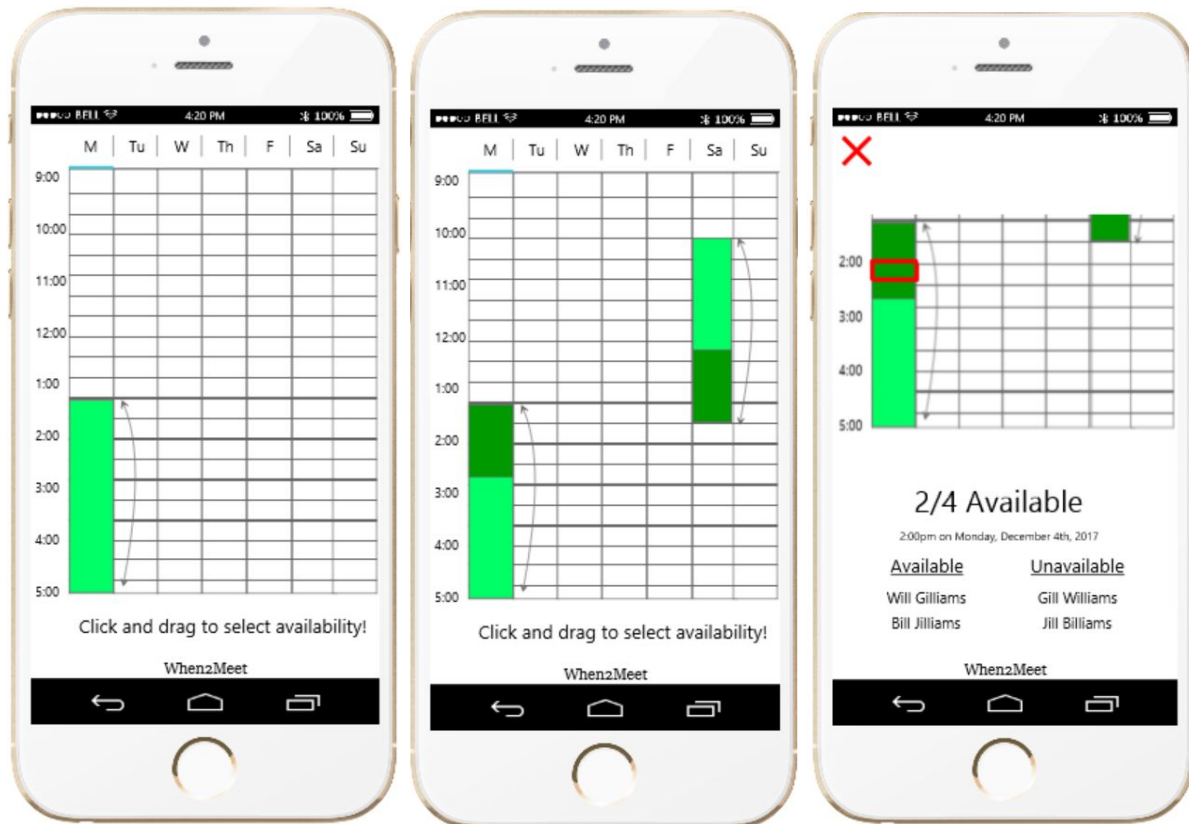 BELL 4:20 PM 100%
M Tu W Th F Sa Su
9:00
10:00
11:00
12:00
1:00
2:00
3:00
4:00
5:00
Click and drag to select availability!
When2Meet
BELL 4:20 PM 100%
M Tu W Th F Sa Su
9:00
10:00
11:00
12:00
1:00
2:00
3:00
4:00
5:00
Click and drag to select availability!
When2Meet
BELL 4:20 PM 100%
2:00
3:00
4:00
5:00
2/4 Available
2:00pm on Monday, December 4th, 2017
Available Unavailable
Will Gilliams Gill Williams
Bill Jilliams Jill Billiams
When2Meet